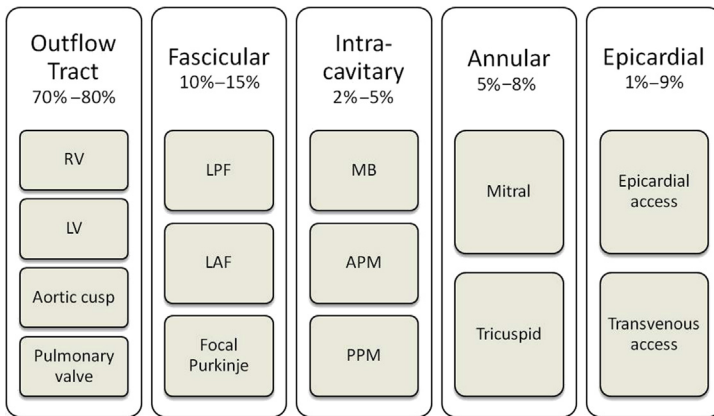 Outflow
Tract
70% –80%
RV
LV
Aortic cusp
Pulmonary
valve
Fascicular
10%–15%
LPF
LAF
Focal
Purkinje
Intra-
cavitary
2%–5%
MB
APM
PPM
Annular
5%–8%
Mitral
Tricuspid
Epicardial
1%–9%
Epicardial
access
Transvenous
access